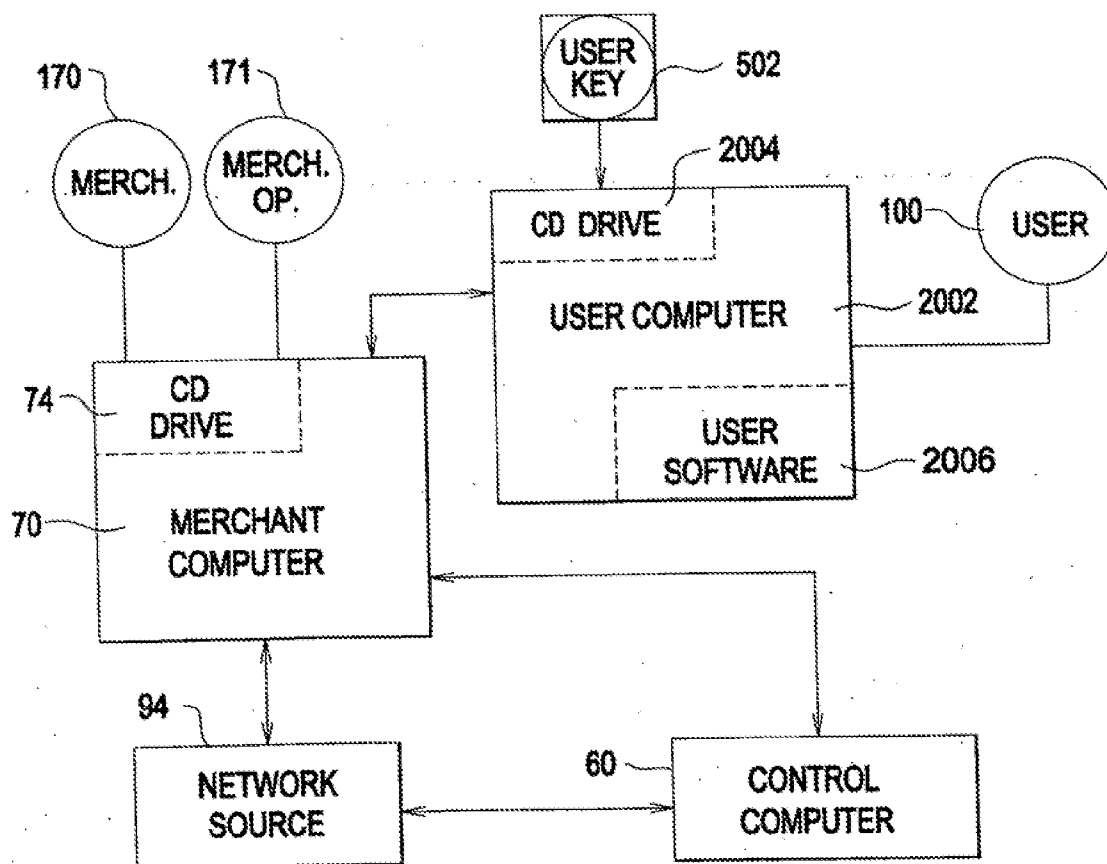 USER
KEY
502
170
171
2004
MERCH.
MERCH.
OP.
CD DRIVE
100
USER
USER COMPUTER
2002
74
CD
DRIVE
USER
SOFTWARE
2006
70
MERCHANT
COMPUTER
94
NETWORK
SOURCE
60
CONTROL
COMPUTER